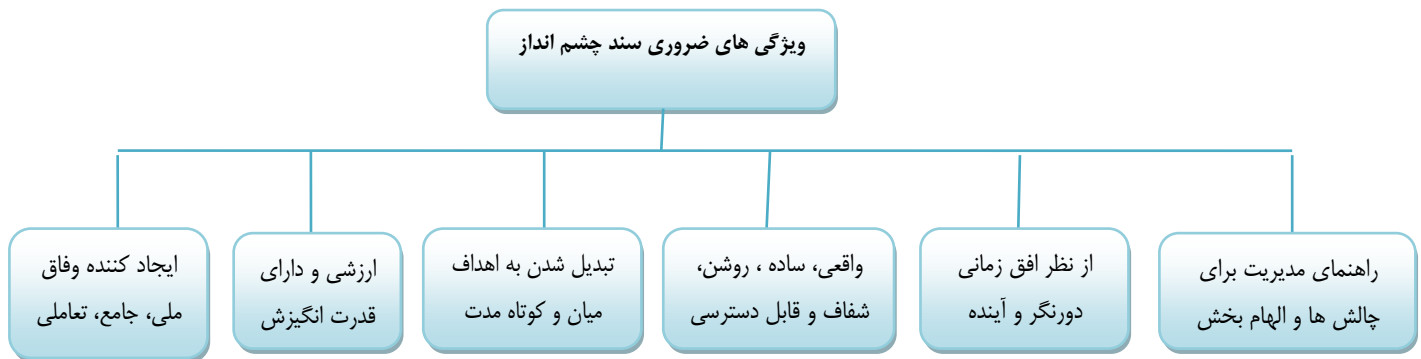 ویژگی های ضروری سند چشم انداز
راهنمای مدیریت برای
چالش ها و الهام بخش
از نظر افق زمانی
دورنگر و آینده
واقعی، ساده ، روشن،
شفاف و قابل دسترسی
تبدیل شدن به اهداف
میان و کوتاه مدت
ارزشی و دارای
قدرت انگیزش
ایجاد کننده وفاق
ملی، جامع، تعاملی